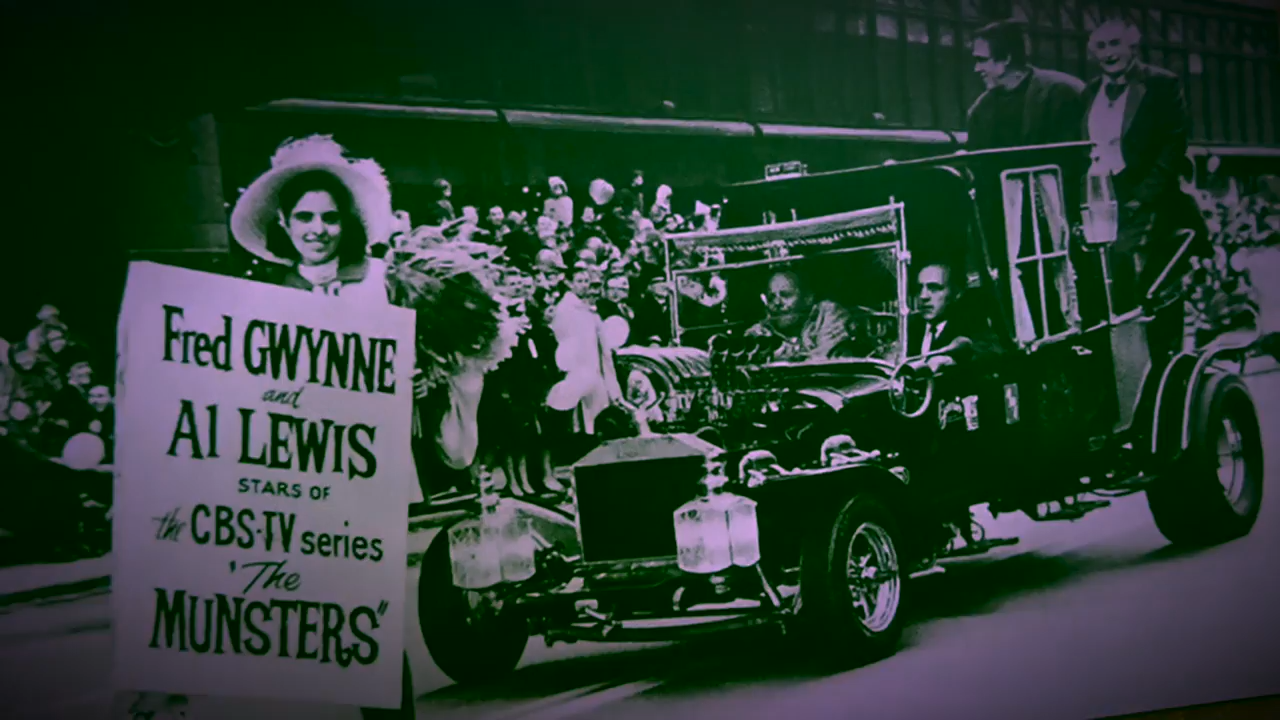 Fred GWYNNE
and
Al LEWIS
STARS OF
the CBS-TV series
"The
MUNSTERS"